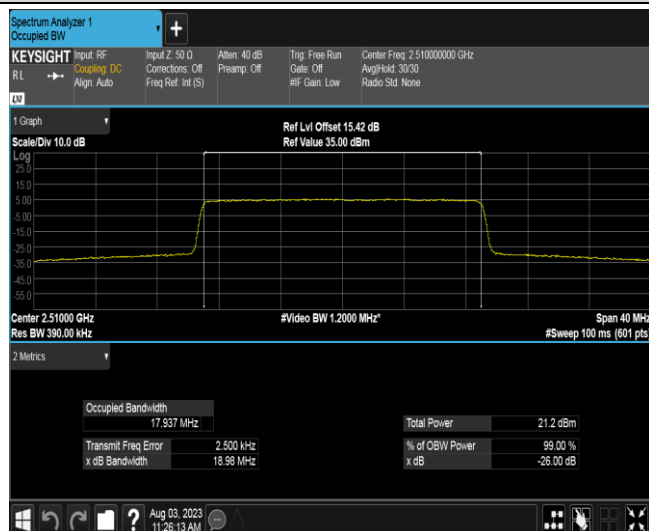 Spectrum Analyzer 1
Occupied BW
+
KEYSIGHT
RL
LXI
Input: RF
Coupling: DC
Align: Auto
Input Z: 50 Ω
Corrections: Off
Freq Ref: Int (S)
Atten: 40 dB
Preamp: Off
Trig: Free Run
Gate: Off
#IF Gain: Low
Center Freq: 2.510000000 GHz
Avg|Hold: 30/30
Radio Std: None
1 Graph
Scale/Div 10.0 dB
Ref Lvl Offset 15.42 dB
Ref Value 35.00 dBm
Log
25.0
15.0
5.00
-5.00
-15.0
-25.0
-35.0
-45.0
-55.0
Center 2.51000 GHz
Res BW 390.00 kHz
#Video BW 1.2000 MHz*
Span 40 MHz
#Sweep 100 ms (601 pts)
2 Metrics
Occupied Bandwidth
17.937 MHz
Transmit Freq Error 2.500 kHz
x dB Bandwidth 18.98 MHz
Total Power 21.2 dBm
% of OBW Power 99.00 %
x dB -26.00 dB
?
Aug 03, 2023
11:26:13 AM